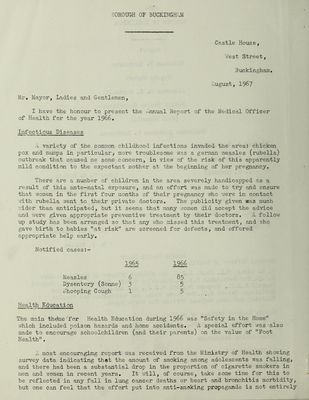 BOROUGH OF BUCKINGHAM
Castle House,
West Street,
Buckingham.
August, 1967
Mr. Mayor, Ladies and Gentlemen,
I have the honour to present the Annual Report of the Medical Officer
of Health for the year 1966.
Infectious Diseases
A variety of the common childhood infections invaded the area; chicken
pox and mumps in particular, more troublesome was a german measles (rubella)
outbreak that caused me some concern, in view of the risk of this apparently
mild condition to the expectant mother at the beginning of her pregnancy.
There are a number of children in the area severely handicapped as a
result of this ante-natal exposure, and an effort was made to try and ensure
that women in the first four months of their pregnancy who were in contact
with rubella went to their private doctors. The publicity given was much
wider than anticipated, but it seems that many women did accept the advice
and were given appropriate preventive treatment by their doctors. A follow
up study has been arranged so that any who missed this treatment, and who
gave birth to babies "at risk" are screened for defects, and offered
appropriate help early.
Notified cases:-
1965 1966
Measles 6 85
Dysentery (Sonne) 3 5
Whooping Cough 1 5
Health Education
The main theme for Health Education during 1966 was "Safety in the Home"
which included poison hazards and home accidents. A special effort was also
made to encourage schoolchildren (and their parents) on the value of "Foot
Health".
A most encouraging report was received from the Ministry of Health showing
survey data indicating that the amount of smoking among adolescents was falling,
and there had been a substantial drop in the proportion of cigarette smokers in
men and women in recent years. It will, of course, take some time for this to
be reflected in any fall in lung cancer deaths or heart and bronchitis morbidity,
but one can feel that the effort put into anti-smoking propaganda is not entirely